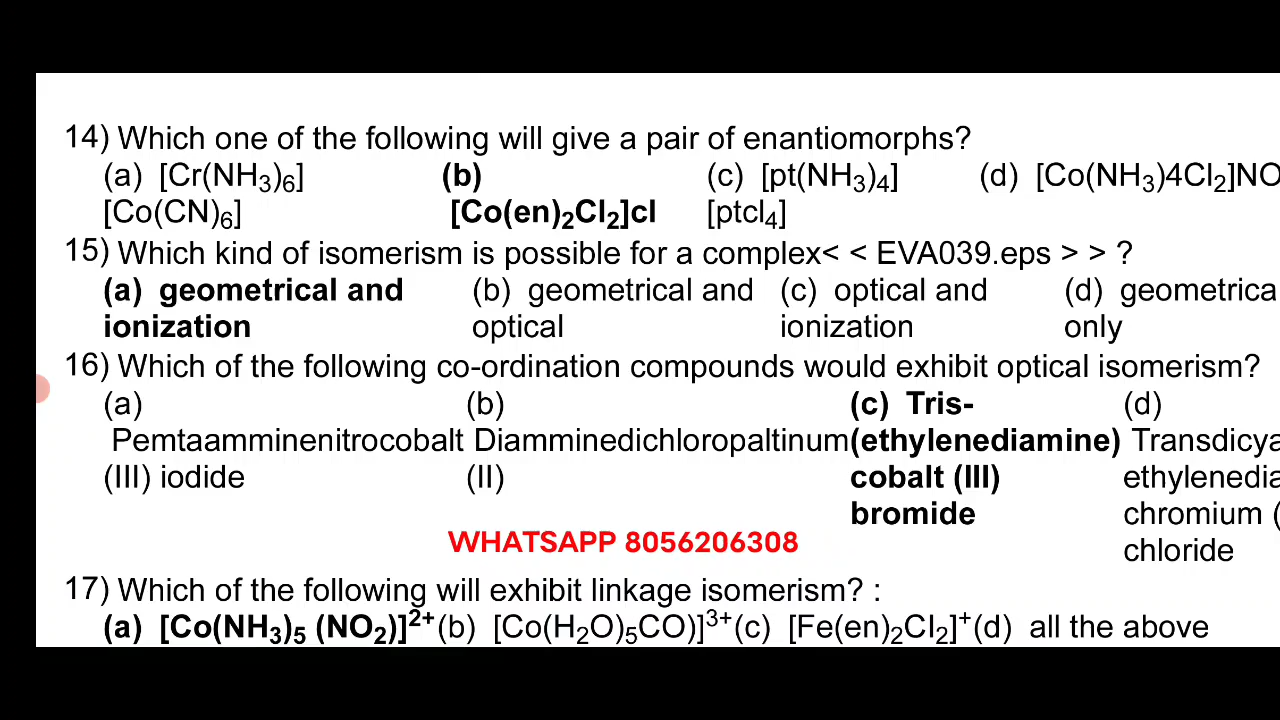 14) Which one of the following will give a pair of enantiomorphs?
(a) [Cr(NH₃)₆] (b) (c) [pt(NH₃)₄] (d) [Co(NH₃)4Cl₂]NO
[Co(CN)₆] [Co(en)₂Cl₂]cl [ptcl₄]
15) Which kind of isomerism is possible for a complex< < EVA039.eps > > ?
(a) geometrical and (b) geometrical and (c) optical and (d) geometrica
ionization optical ionization only
16) Which of the following co-ordination compounds would exhibit optical isomerism?
(a) (b) (c) Tris- (d)
Pemtaamminenitrocobalt Diamminedichloropaltinum (ethylenediamine) Transdicya
(III) iodide (II) cobalt (III) ethylenedia
bromide chromium (
WHATSAPP 8056206308
chloride
17) Which of the following will exhibit linkage isomerism? :
(a) [Co(NH₃)₅ (NO₂)]²⁺(b) [Co(H₂O)₅CO)]³⁺(c) [Fe(en)₂Cl₂]⁺(d) all the above